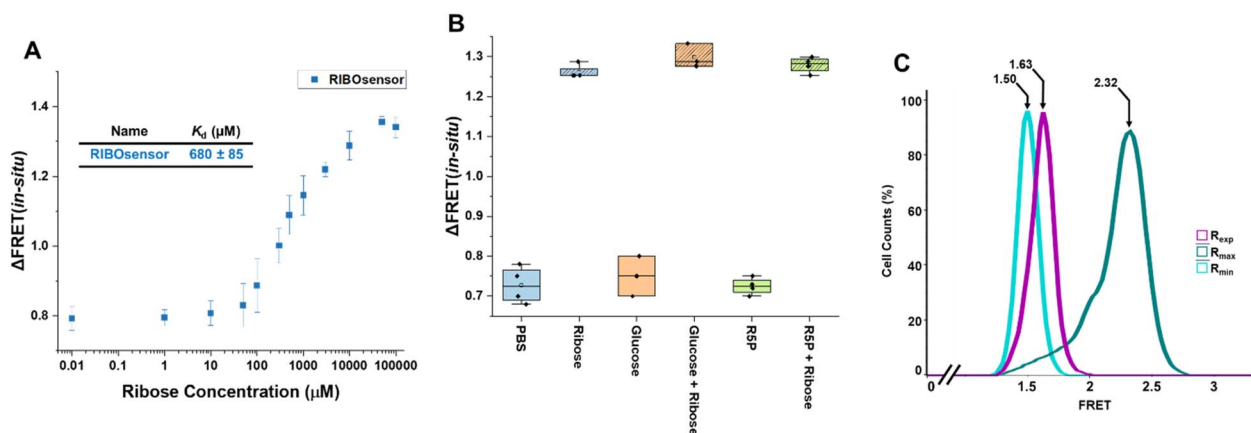 A
RIBOsensor
ΔFRET(in-situ)
1.4
1.2
1.0
0.8
Name Kd (μM)
RIBOsensor 680 ± 85
0.01 1 10 100 1000 10000 100000
Ribose Concentration (μM)
B
ΔFRET(in-situ)
1.3
1.2
1.1
1.0
0.9
0.8
0.7
PBS
Ribose
Glucose
Glucose + Ribose
R5P
R5P + Ribose
C
1.50
1.63
2.32
Cell Counts (%)
100
80
60
40
20
0
Rexp
Rmax
Rmin
0 1.5 2 2.5 3
FRET